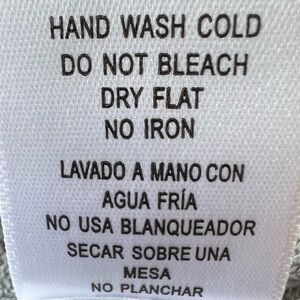 HAND WASH COLD
DO NOT BLEACH
DRY FLAT
NO IRON
LAVADO A MANO CON
AGUA FRÍA
NO USA BLANQUEADOR
SECAR SOBRE UNA
MESA
NO PLANCHAR